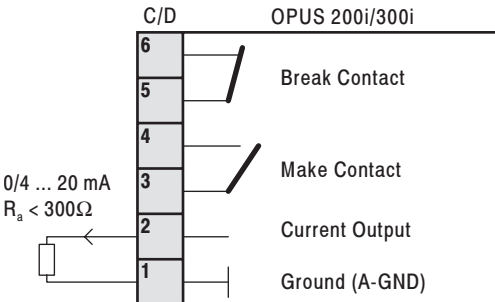 C/D OPUS 200i/300i
6
Break Contact
5
4
Make Contact
3
0/4 ... 20 mA
Rₐ < 300Ω
2
Current Output
1
Ground (A-GND)